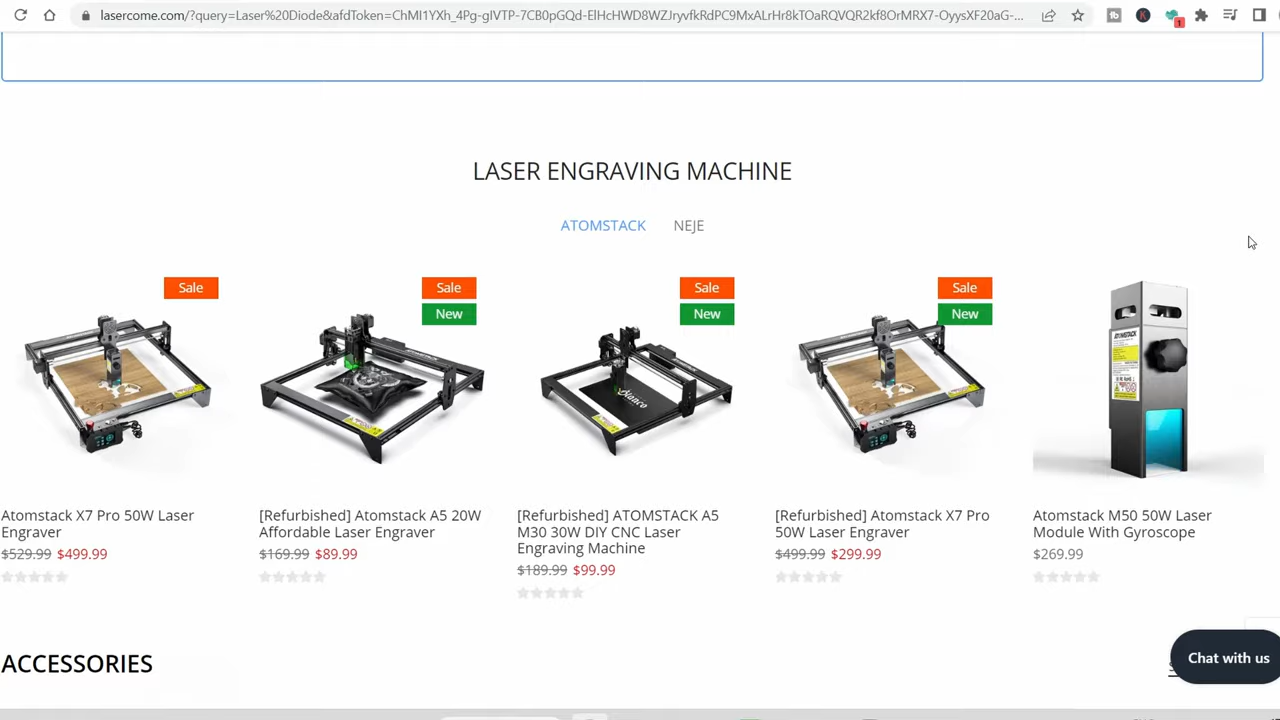 lasercome.com/?query=Laser%20Diode&afdToken=ChMI1YXh_4Pg-gIVTP-7CB0pGQd-ElHcHWD8WZJryvfkRdPC9MxALrHr8kTOaRQVQR2kf8OrMRX7-OyysXF20aG-...
LASER ENGRAVING MACHINE
ATOMSTACK NEJE
Sale Sale Sale Sale
New New New
Atomstack X7 Pro 50W Laser
Engraver
$529.99 $499.99
[Refurbished] Atomstack A5 20W
Affordable Laser Engraver
$169.99 $89.99
[Refurbished] ATOMSTACK A5
M30 30W DIY CNC Laser
Engraving Machine
$189.99 $99.99
[Refurbished] Atomstack X7 Pro
50W Laser Engraver
$499.99 $299.99
ATOMSTACK
Atomstack M50 50W Laser
Module With Gyroscope
$269.99
ACCESSORIES
Chat with us